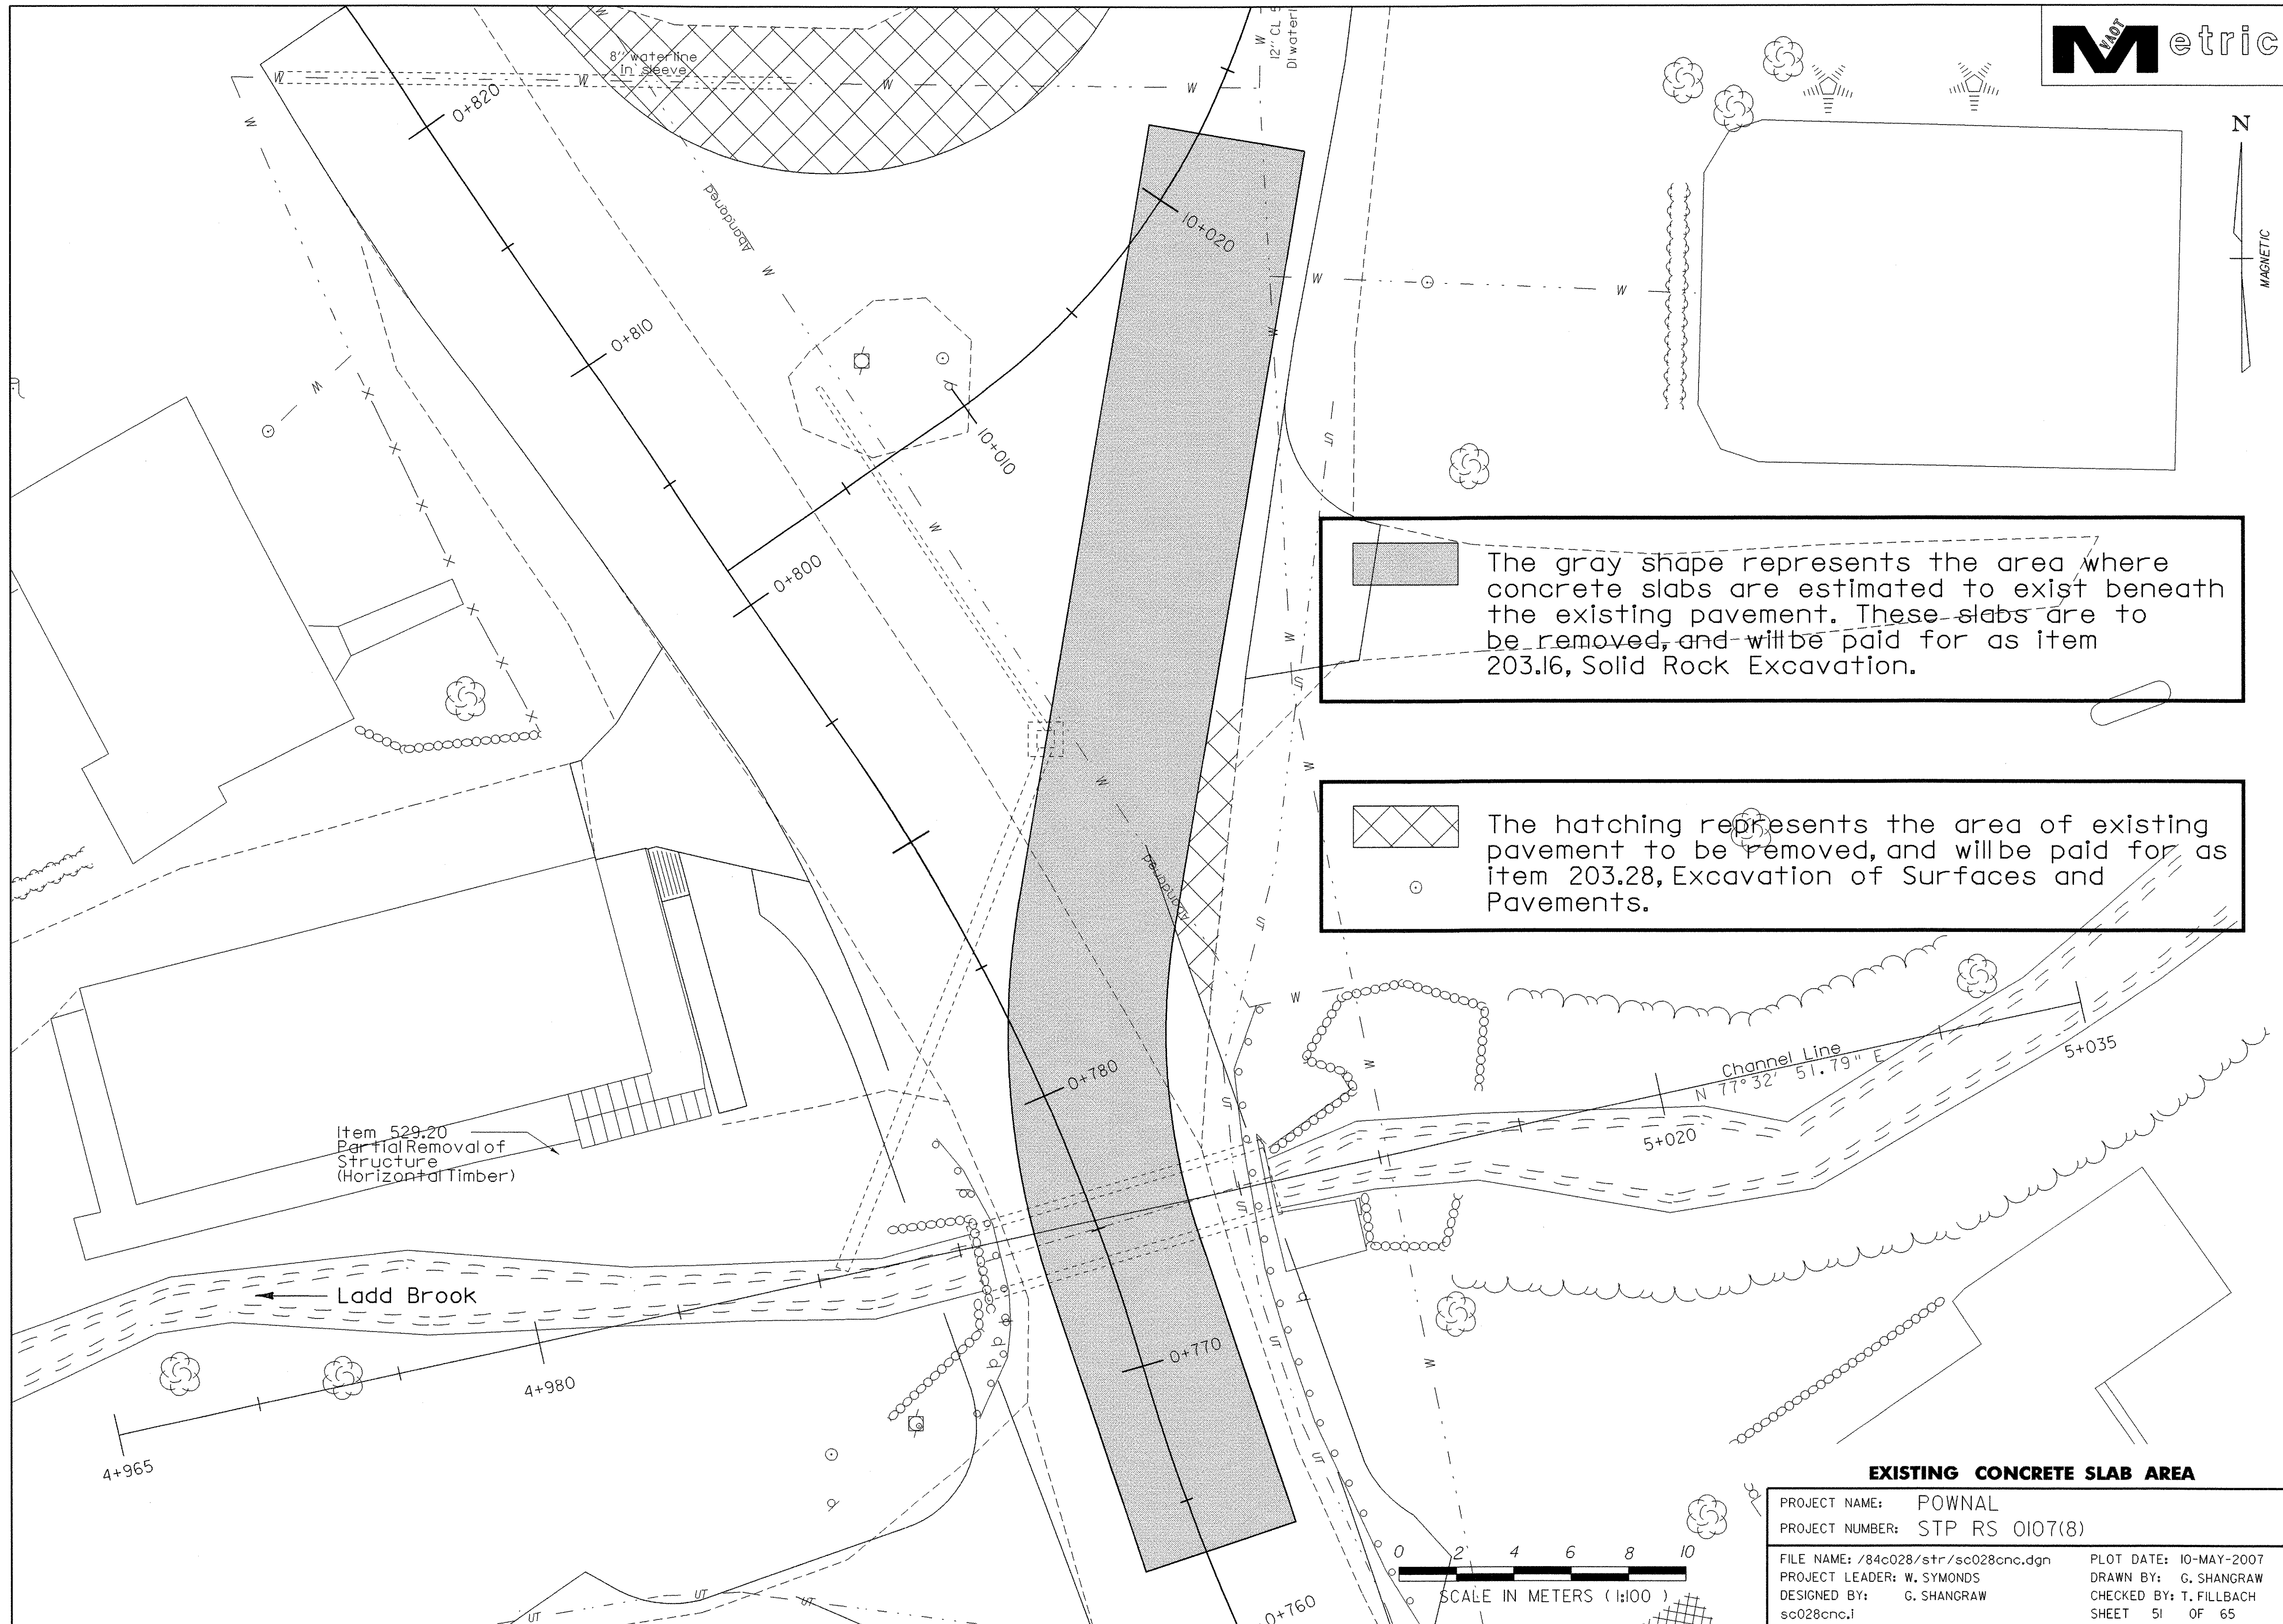 VAOT
Metric
N
MAGNETIC
8" waterline
in sleeve
12" CL 5
DI waterl
W
W
W
W
W
W
W
W
0+820
0+810
0+800
0+780
0+770
0+760
10+020
10+010
Abandoned
Abandoned
The gray shape represents the area where
concrete slabs are estimated to exist beneath
the existing pavement. These slabs are to
be removed, and will be paid for as item
203.16, Solid Rock Excavation.
The hatching represents the area of existing
pavement to be removed, and will be paid for as
item 203.28, Excavation of Surfaces and
Pavements.
Channel Line
N 77°32' 51.79" E
5+035
5+020
Item 529.20
Partial Removal of
Structure
(Horizontal Timber)
Ladd Brook
4+980
4+965
UT
UT
UT
0 2 4 6 8 10
SCALE IN METERS (1:100)
EXISTING CONCRETE SLAB AREA
PROJECT NAME: POWNAL
PROJECT NUMBER: STP RS 0107(8)
FILE NAME: /84c028/str/sc028cnc.dgn
PLOT DATE: 10-MAY-2007
PROJECT LEADER: W. SYMONDS
DRAWN BY: G. SHANGRAW
DESIGNED BY: G. SHANGRAW
CHECKED BY: T. FILLBACH
sc028cnc.i
SHEET 51 OF 65